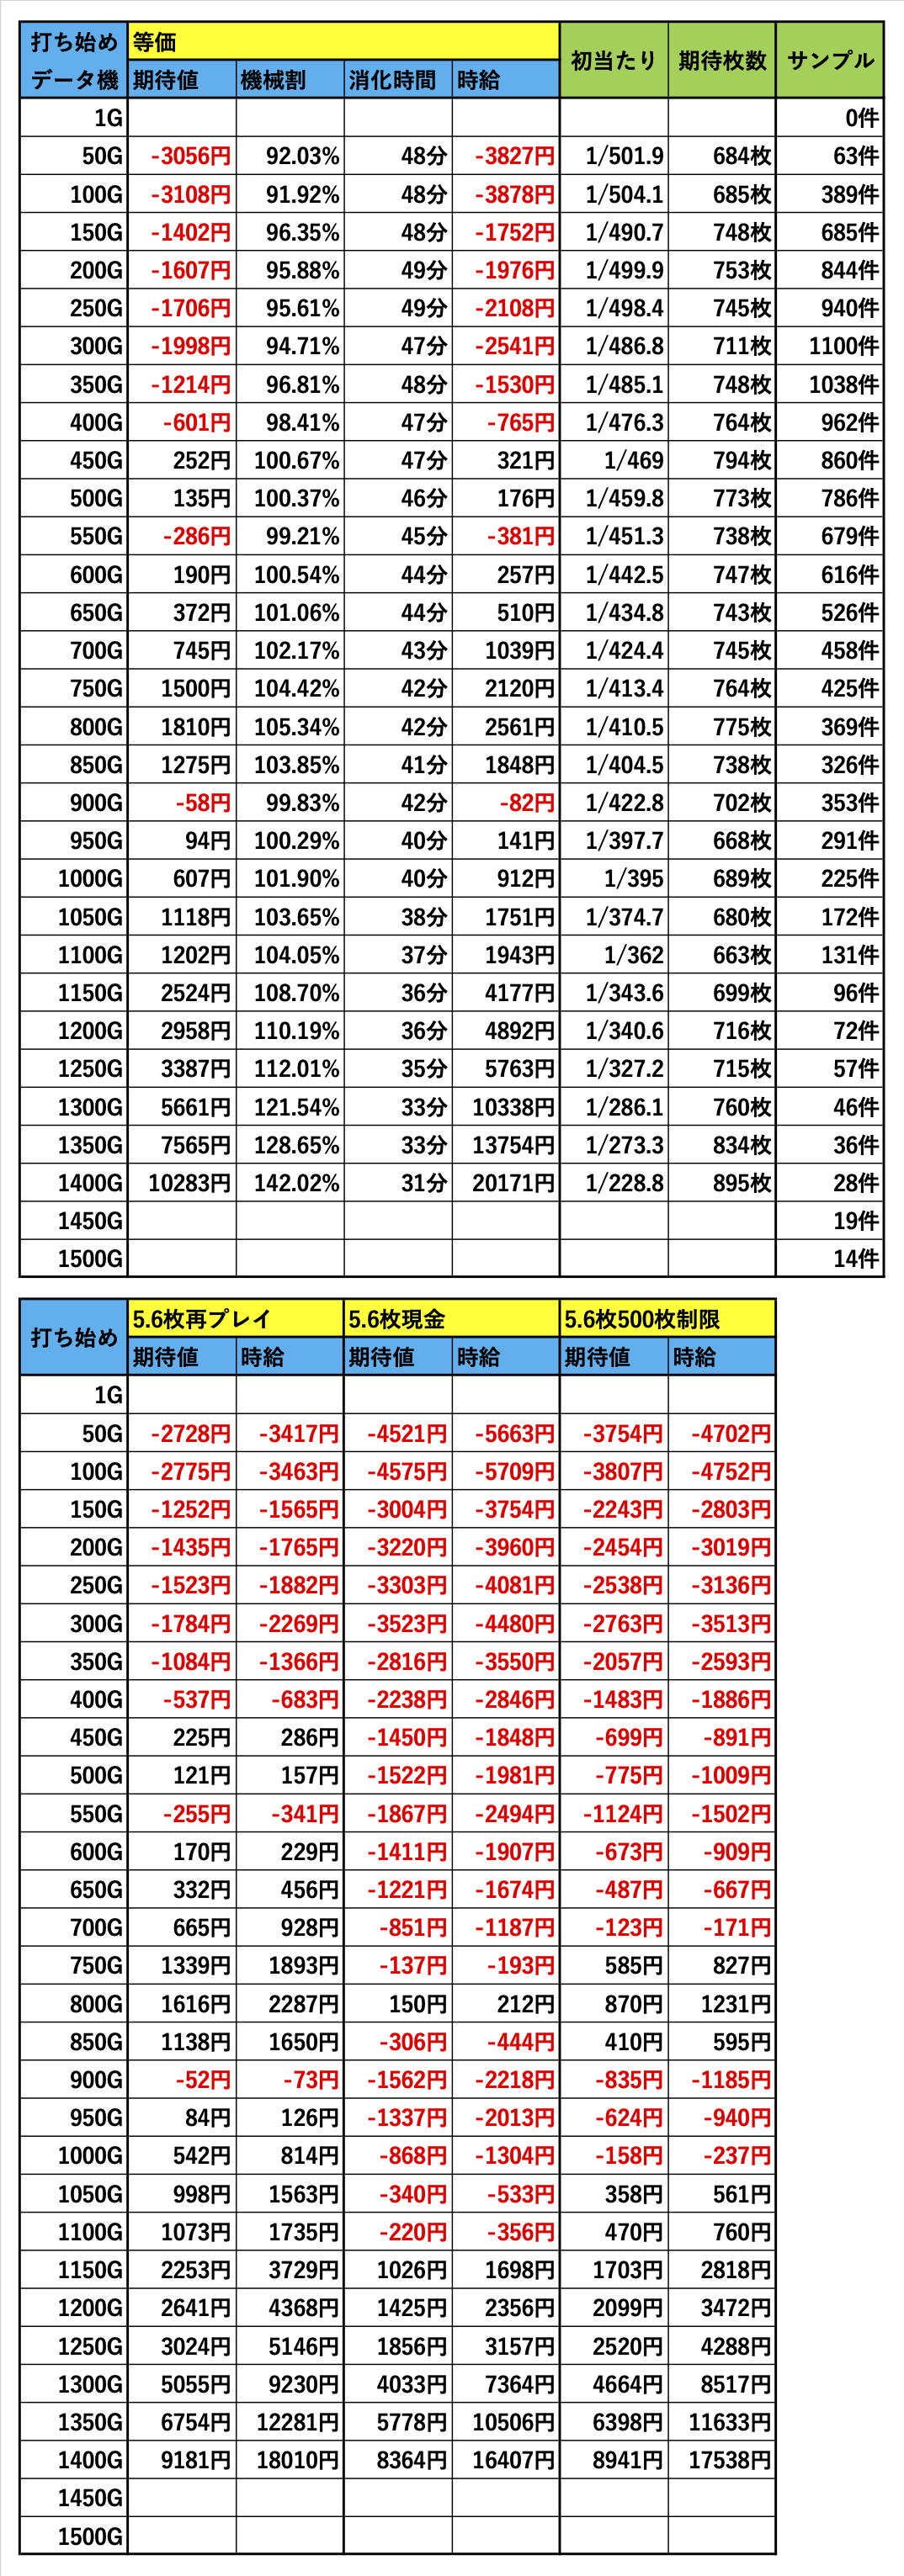 打ち始め 等価 初当たり 期待枚数 サンプル
データ機 期待値 機械割 消化時間 時給
1G 0件
50G -3056円 92.03% 48分 -3827円 1/501.9 684枚 63件
100G -3108円 91.92% 48分 -3878円 1/504.1 685枚 389件
150G -1402円 96.35% 48分 -1752円 1/490.7 748枚 685件
200G -1607円 95.88% 49分 -1976円 1/499.9 753枚 844件
250G -1706円 95.61% 49分 -2108円 1/498.4 745枚 940件
300G -1998円 94.71% 47分 -2541円 1/486.8 711枚 1100件
350G -1214円 96.81% 48分 -1530円 1/485.1 748枚 1038件
400G -601円 98.41% 47分 -765円 1/476.3 764枚 962件
450G 252円 100.67% 47分 321円 1/469 794枚 860件
500G 135円 100.37% 46分 176円 1/459.8 773枚 786件
550G -286円 99.21% 45分 -381円 1/451.3 738枚 679件
600G 190円 100.54% 44分 257円 1/442.5 747枚 616件
650G 372円 101.06% 44分 510円 1/434.8 743枚 526件
700G 745円 102.17% 43分 1039円 1/424.4 745枚 458件
750G 1500円 104.42% 42分 2120円 1/413.4 764枚 425件
800G 1810円 105.34% 42分 2561円 1/410.5 775枚 369件
850G 1275円 103.85% 41分 1848円 1/404.5 738枚 326件
900G -58円 99.83% 42分 -82円 1/422.8 702枚 353件
950G 94円 100.29% 40分 141円 1/397.7 668枚 291件
1000G 607円 101.90% 40分 912円 1/395 689枚 225件
1050G 1118円 103.65% 38分 1751円 1/374.7 680枚 172件
1100G 1202円 104.05% 37分 1943円 1/362 663枚 131件
1150G 2524円 108.70% 36分 4177円 1/343.6 699枚 96件
1200G 2958円 110.19% 36分 4892円 1/340.6 716枚 72件
1250G 3387円 112.01% 35分 5763円 1/327.2 715枚 57件
1300G 5661円 121.54% 33分 10338円 1/286.1 760枚 46件
1350G 7565円 128.65% 33分 13754円 1/273.3 834枚 36件
1400G 10283円 142.02% 31分 20171円 1/228.8 895枚 28件
1450G 19件
1500G 14件
打ち始め 5.6枚再プレイ 5.6枚現金 5.6枚500枚制限
期待値 時給 期待値 時給 期待値 時給
1G
50G -2728円 -3417円 -4521円 -5663円 -3754円 -4702円
100G -2775円 -3463円 -4575円 -5709円 -3807円 -4752円
150G -1252円 -1565円 -3004円 -3754円 -2243円 -2803円
200G -1435円 -1765円 -3220円 -3960円 -2454円 -3019円
250G -1523円 -1882円 -3303円 -4081円 -2538円 -3136円
300G -1784円 -2269円 -3523円 -4480円 -2763円 -3513円
350G -1084円 -1366円 -2816円 -3550円 -2057円 -2593円
400G -537円 -683円 -2238円 -2846円 -1483円 -1886円
450G 225円 286円 -1450円 -1848円 -699円 -891円
500G 121円 157円 -1522円 -1981円 -775円 -1009円
550G -255円 -341円 -1867円 -2494円 -1124円 -1502円
600G 170円 229円 -1411円 -1907円 -673円 -909円
650G 332円 456円 -1221円 -1674円 -487円 -667円
700G 665円 928円 -851円 -1187円 -123円 -171円
750G 1339円 1893円 -137円 -193円 585円 827円
800G 1616円 2287円 150円 212円 870円 1231円
850G 1138円 1650円 -306円 -444円 410円 595円
900G -52円 -73円 -1562円 -2218円 -835円 -1185円
950G 84円 126円 -1337円 -2013円 -624円 -940円
1000G 542円 814円 -868円 -1304円 -158円 -237円
1050G 998円 1563円 -340円 -533円 358円 561円
1100G 1073円 1735円 -220円 -356円 470円 760円
1150G 2253円 3729円 1026円 1698円 1703円 2818円
1200G 2641円 4368円 1425円 2356円 2099円 3472円
1250G 3024円 5146円 1856円 3157円 2520円 4288円
1300G 5055円 9230円 4033円 7364円 4664円 8517円
1350G 6754円 12281円 5778円 10506円 6398円 11633円
1400G 9181円 18010円 8364円 16407円 8941円 17538円
1450G
1500G